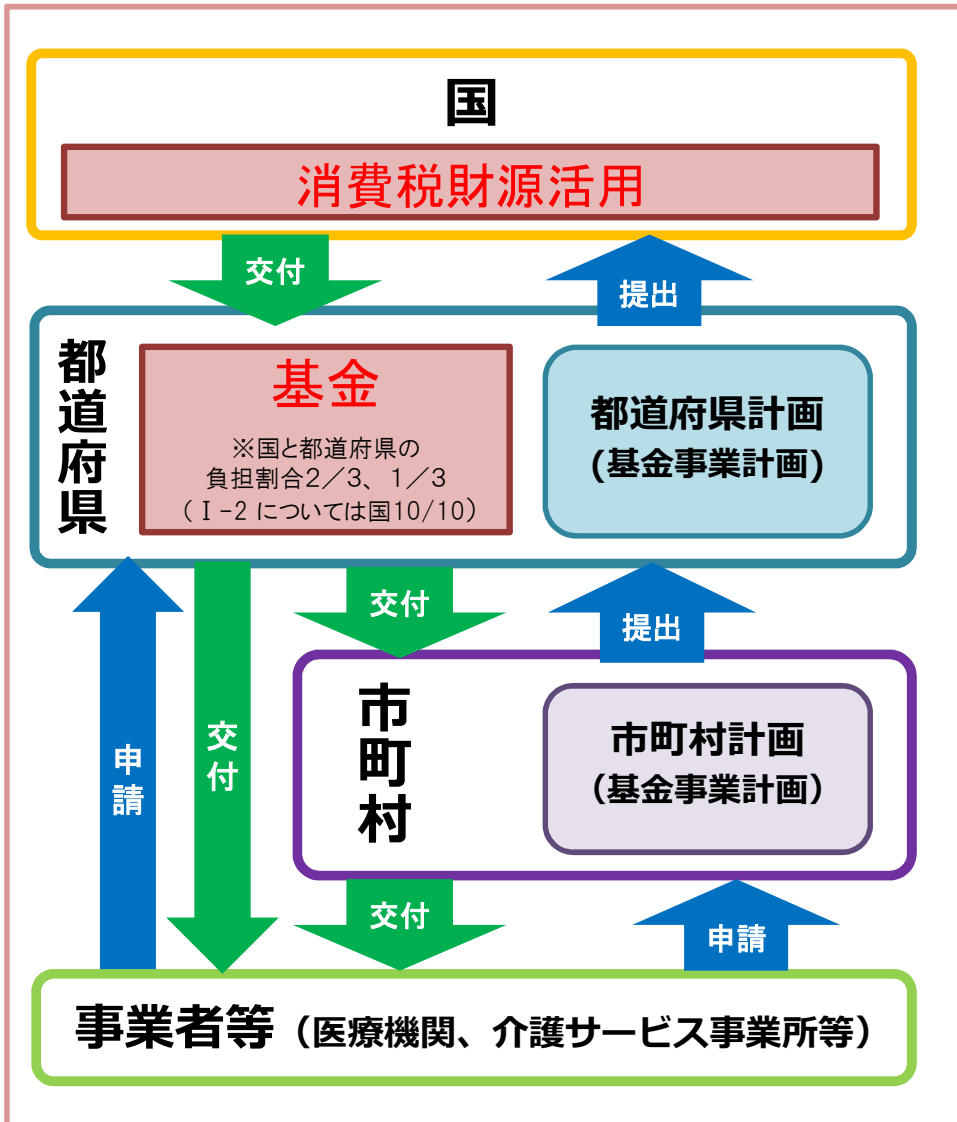 国
消費税財源活用
交付
提出
都道府県
基金
※国と都道府県の
負担割合2/3、1/3
(Ⅰ-2 については国10/10)
都道府県計画
(基金事業計画)
交付
提出
申請
交付
市町村
市町村計画
(基金事業計画)
交付
申請
事業者等(医療機関、介護サービス事業所等)